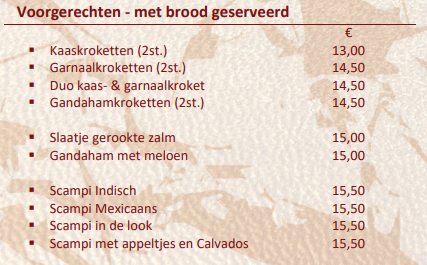 Voorgerechten - met brood geserveerd
€
▪ Kaaskroketten (2st.) 13,00
▪ Garnaalkroketten (2st.) 14,50
▪ Duo kaas- & garnaalkroket 14,50
▪ Gandahamkroketten (2st.) 14,50
▪ Slaatje gerookte zalm 15,00
▪ Gandaham met meloen 15,00
▪ Scampi Indisch 15,50
▪ Scampi Mexicaans 15,50
▪ Scampi in de look 15,50
▪ Scampi met appeltjes en Calvados 15,50